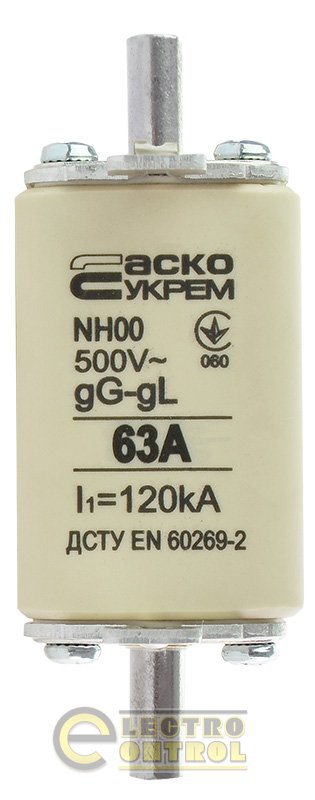 аско
укрем
NH00
500V~
060
gG-gL
63A
I1=120kA
ДСТУ EN 60269-2
ELECTRO
CONTROL